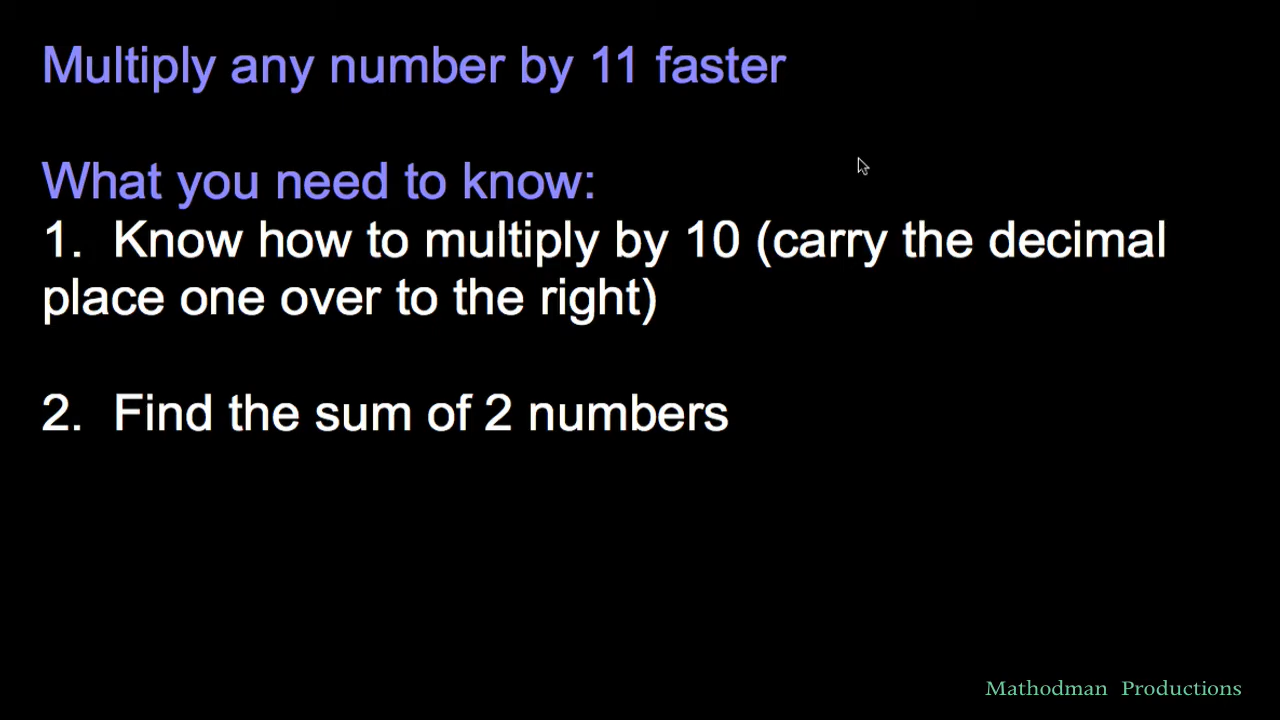 Multiply any number by 11 faster
What you need to know:
1. Know how to multiply by 10 (carry the decimal
place one over to the right)
2. Find the sum of 2 numbers
Mathodman Productions